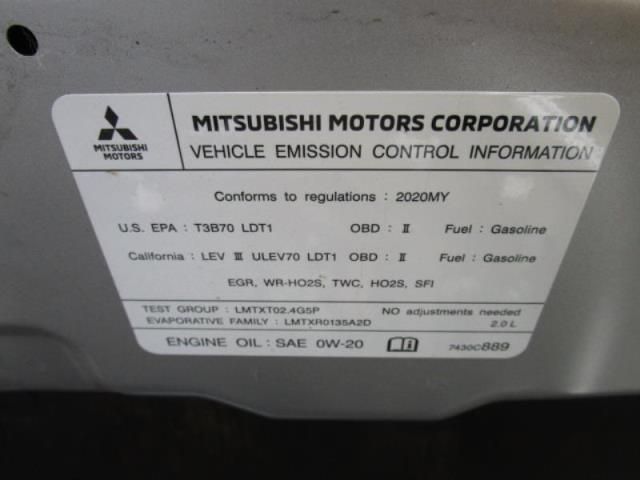 MITSUBISHI MOTORS
MITSUBISHI MOTORS CORPORATION
VEHICLE EMISSION CONTROL INFORMATION
Conforms to regulations : 2020MY
U.S. EPA : T3B70 LDT1 OBD : Ⅱ Fuel : Gasoline
California : LEV Ⅲ ULEV70 LDT1 OBD : Ⅱ Fuel : Gasoline
EGR, WR-HO2S, TWC, HO2S, SFI
TEST GROUP : LMTXT02.4G5P NO adjustments needed
EVAPORATIVE FAMILY : LMTXR0135A2D 2.0 L
ENGINE OIL : SAE 0W-20 7430C889